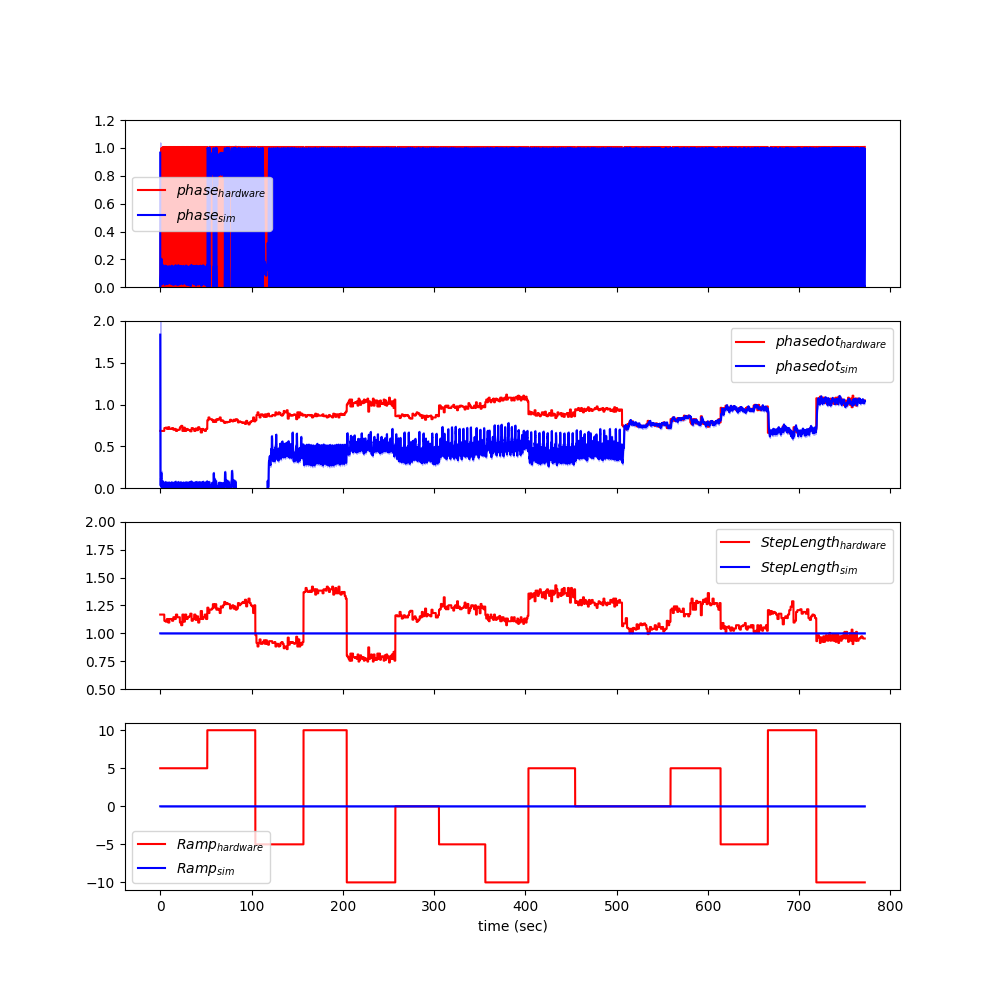 1.2
1.0
0.8
0.6
0.4
0.2
0.0
phase_hardware
phase_sim
2.0
1.5
1.0
0.5
0.0
phasedot_hardware
phasedot_sim
2.00
1.75
1.50
1.25
1.00
0.75
0.50
StepLength_hardware
StepLength_sim
10
5
0
−5
−10
Ramp_hardware
Ramp_sim
0 100 200 300 400 500 600 700 800
time (sec)